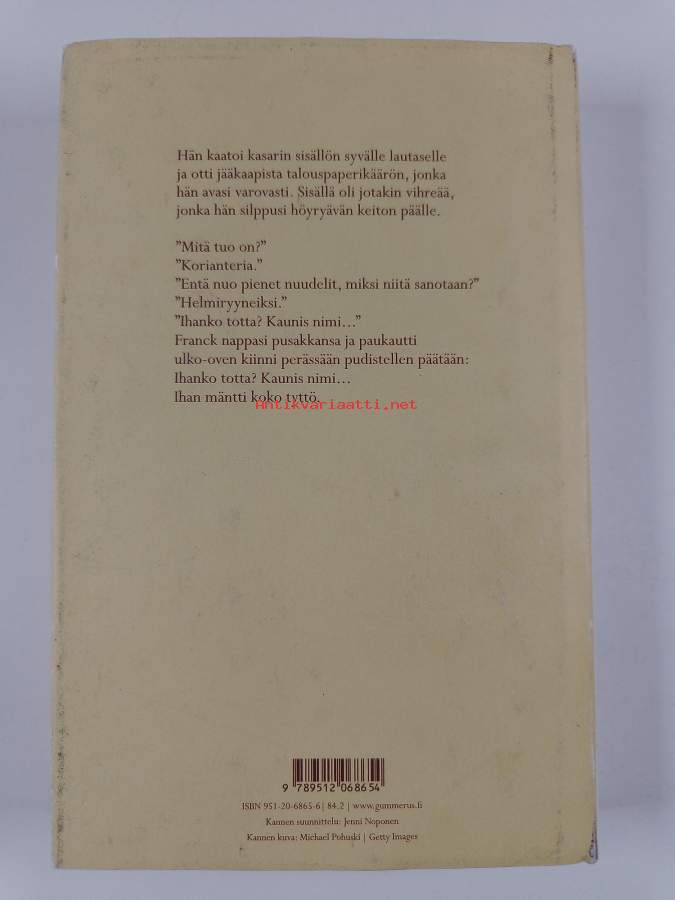 Hän kaatoi kasarin sisällön syvälle lautaselle
ja otti jääkaapista talouspaperikäärön, jonka
hän avasi varovasti. Sisällä oli jotakin vihreää,
jonka hän silppusi höyryävän keiton päälle.
”Mitä tuo on?”
”Korianteria.”
”Entä nuo pienet nuudelit, miksi niitä sanotaan?”
”Helmiryyneiksi.”
”Ihanko totta? Kaunis nimi…”
Franck nappasi pusakkansa ja paukautti
ulko-oven kiinni perässään pudistellen päätään:
Ihanko totta? Kaunis nimi…
Ihan mäntti koko tyttö.
Antikvariaatti.net
9 789512 068654
ISBN 951-20-6865-6 | 84.2 | www.gummerus.fi
Kannen suunnittelu: Jenni Noponen
Kannen kuva: Michael Pohuski | Getty Images